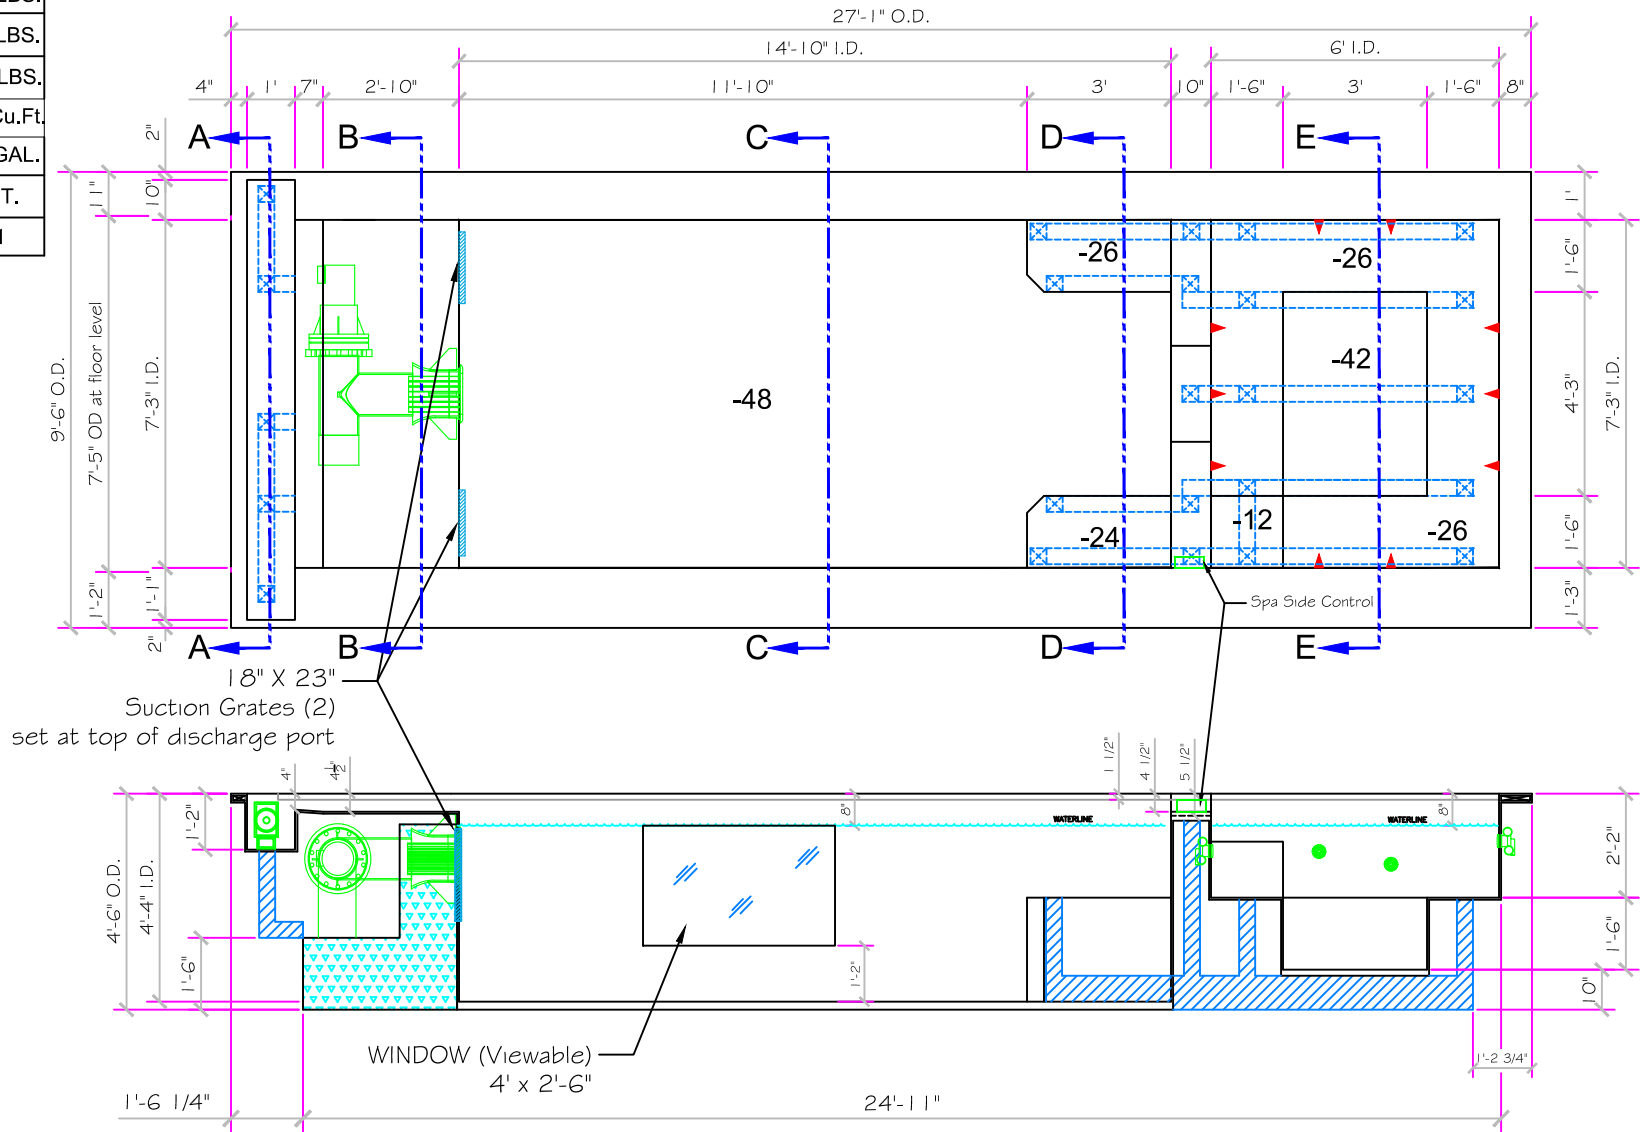 LBS.
LBS.
Cu.Ft.
GAL.
T.
27'-1" O.D.
14'-10" I.D.
6' I.D.
4"
1'
7"
2'-10"
11'-10"
3'
10"
1'-6"
3'
1'-6"
8"
A
B
C
D
E
2"
10"
11"
9'-6" O.D.
7'-5" OD at floor level
7'-3" I.D.
1'-2"
1'-1"
2"
-26
-26
-48
-42
-24
-12
-26
1'
1'-6"
4'-3"
7'-3" I.D.
1'-6"
1'-3"
Spa Side Control
A
B
C
D
E
18" X 23"
Suction Grates (2)
set at top of discharge port
4"
1 1/2"
4 1/2"
5 1/2"
8"
8"
WATERLINE
WATERLINE
1'-2"
4'-6" O.D.
4'-4" I.D.
1'-6"
1'-2"
2'-2"
1'-6"
10"
WINDOW (Viewable)
4' x 2'-6"
1'-2 3/4"
1'-6 1/4"
24'-11"